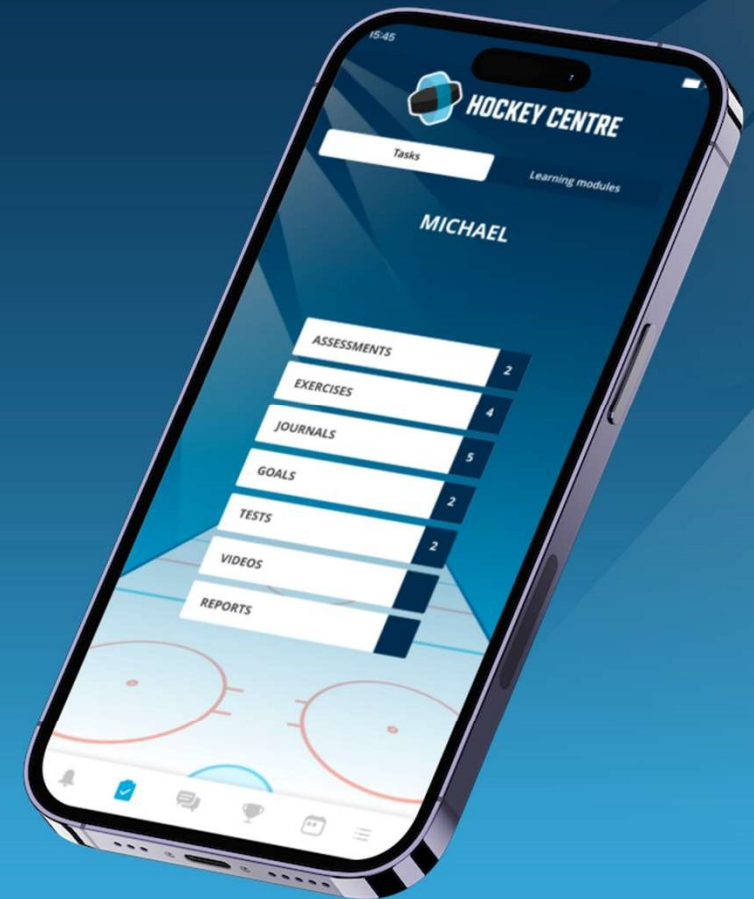 15:45
HOCKEY CENTRE
Tasks
Learning modules
MICHAEL
ASSESSMENTS 2
EXERCISES 4
JOURNALS 5
GOALS 2
TESTS 2
VIDEOS
REPORTS